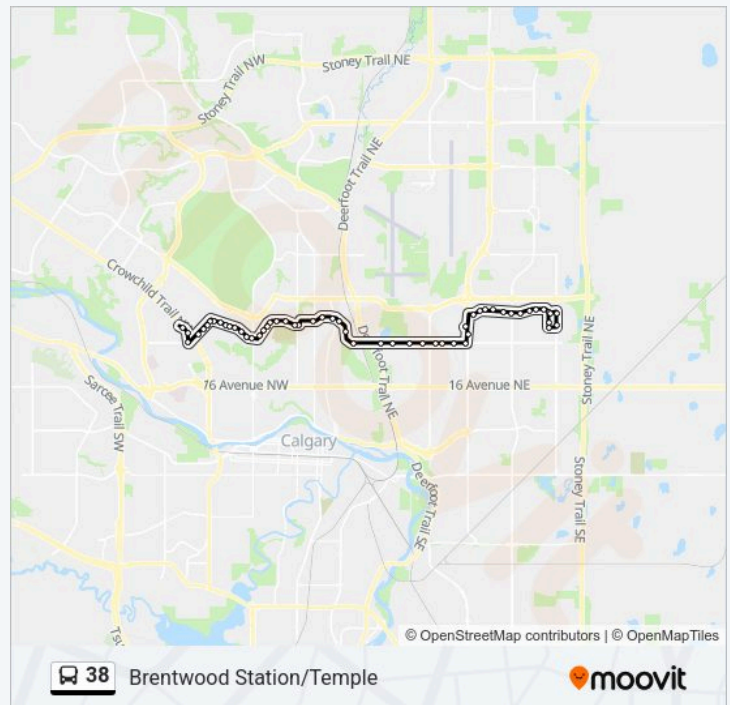 Stoney Trail NW
Stoney Trail NE
Deerfoot Trail NE
Crowchild Trail
16 Avenue NW
Deerfoot Trail NE
16 Avenue NE
Stoney Trail NE
Sarcee Trail SW
Calgary
Deerfoot Trail SE
Stoney Trail SE
© OpenStreetMap contributors | © OpenMapTiles
38 Brentwood Station/Temple
moovit